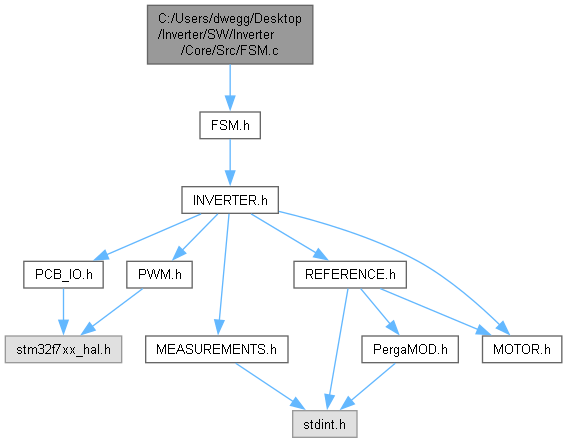 C:/Users/dwegg/Desktop
/Inverter/SW/Inverter
/Core/Src/FSM.c
FSM.h
INVERTER.h
PCB_IO.h
PWM.h
REFERENCE.h
stm32f7xx_hal.h
MEASUREMENTS.h
PergaMOD.h
MOTOR.h
stdint.h